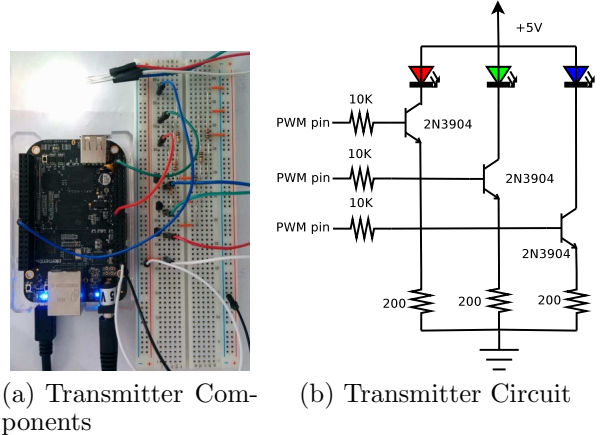 +5V
10K
PWM pin
2N3904
10K
PWM pin
2N3904
10K
PWM pin
2N3904
200
200
200
5 V
(a) Transmitter Com-
ponents
(b) Transmitter Circuit